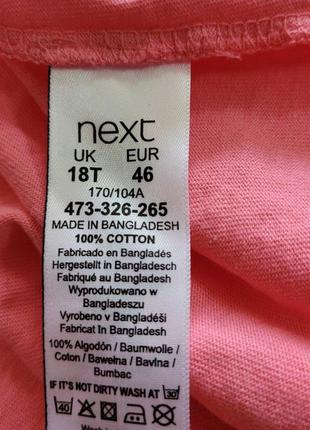 next
UK EUR
18T 46
170/104A
473-326-265
MADE IN BANGLADESH
100% COTTON
Fabricado en Bangladés
Hergestellt in Bangladesch
Fabriqué au Bangladesh
Wyprodukowano w
Bangladeszu
Vyrobeno v Bangladéši
Fabricat în Bangladesh
100% Algodón / Baumwolle /
Coton / Bawełna / Bavlna /
Bumbac
IF IT'S NOT DIRTY WASH AT 30
40